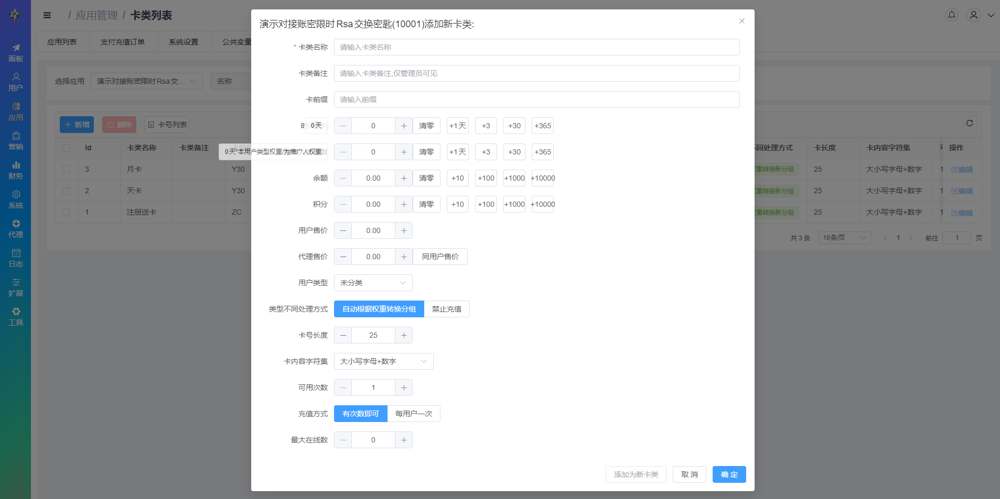 / 应用管理 / 卡类列表
应用列表
支付充值订单
系统设置
公共变量
面板
用户
应用
营销
财务
系统
代理
日志
扩展
工具
选择应用
演示对接账密限时Rsa交...
名称
新增
删除
卡号列表
Id 卡类名称 卡类备注
3 月卡 Y30
2 天卡 Y30
1 注册送卡 ZC
演示对接账密限时Rsa交换密匙(10001)添加新卡类:
* 卡类名称 请输入卡类名称
卡类备注 请输入卡类备注,仅管理员可见
卡前缀 请输入前缀
0天 0 清零 +1天 +3 +30 +365
0天*本用户类型权重/为推广人权重 0 清零 +1天 +3 +30 +365
余额 0.00 清零 +10 +100 +1000 +10000
积分 0.00 清零 +10 +100 +1000 +10000
用户售价 0.00
代理售价 0.00 同用户售价
用户类型 未分类
类型不同处理方式 自动根据权重转换分组 禁止充值
卡号长度 25
卡内容字符集 大小写字母+数字
可用次数 1
充值方式 有次数即可 每用户一次
最大在线数 0
添加为新卡类 取消 确定
同处理方式 卡长度 卡内容字符集 操作
重转换新分组 25 大小写字母+数字 1 编辑
重转换新分组 25 大小写字母+数字 1 编辑
重转换新分组 25 大小写字母+数字 1 编辑
共 3 条 10条/页 1 前往 1 页